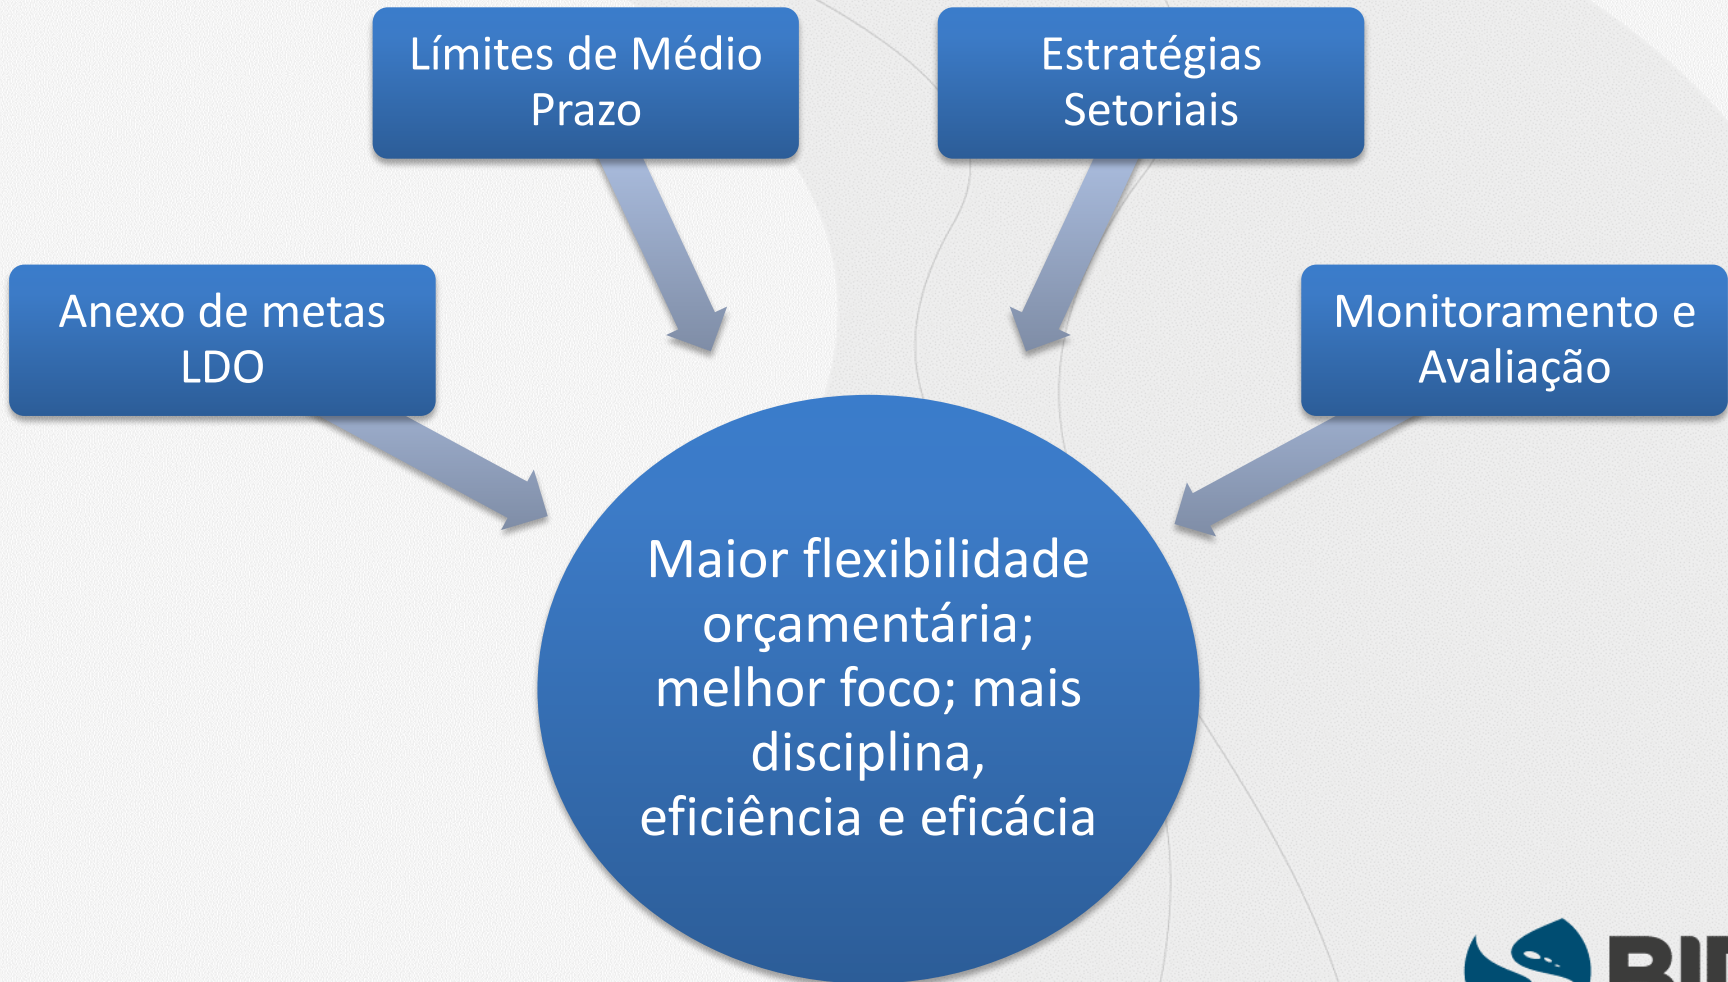 Límites de Médio
Prazo
Estratégias
Setoriais
Anexo de metas
LDO
Monitoramento e
Avaliação
Maior flexibilidade
orçamentária;
melhor foco; mais
disciplina,
eficiência e eficácia